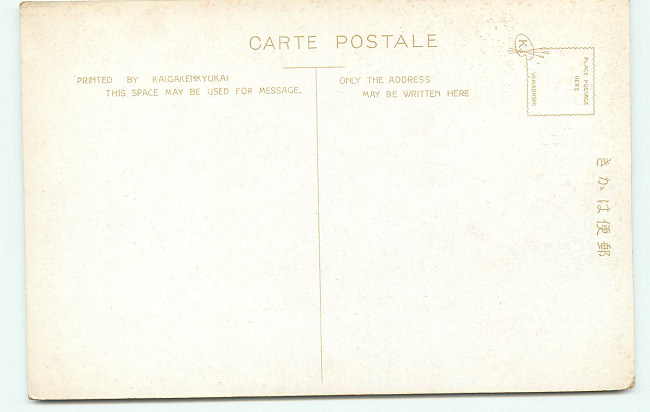 CARTE POSTALE
PRINTED BY KAIGAKENKYUKAI
THIS SPACE MAY BE USED FOR MESSAGE.
ONLY THE ADDRESS
MAY BE WRITTEN HERE
K
PLACE POSTAGE
HERE
きかは便郵